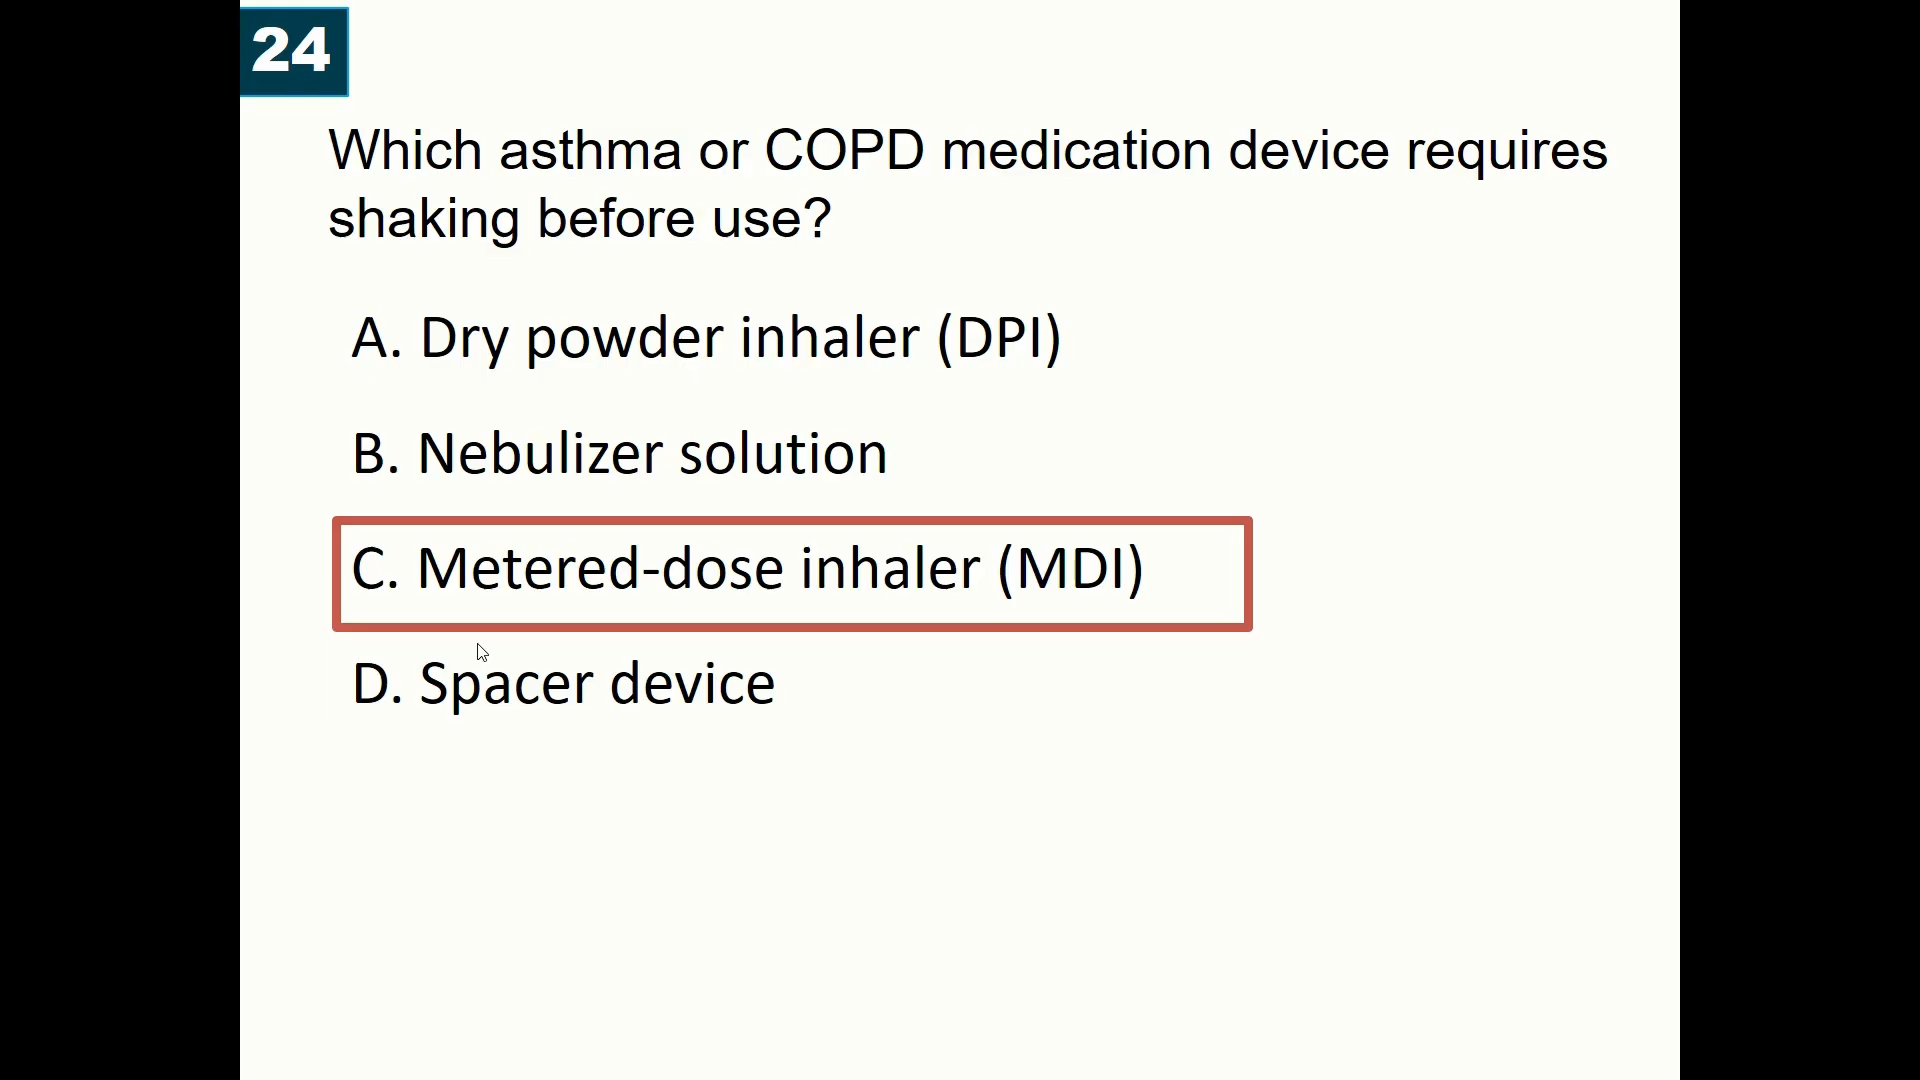 24
Which asthma or COPD medication device requires
shaking before use?
A. Dry powder inhaler (DPI)
B. Nebulizer solution
C. Metered-dose inhaler (MDI)
D. Spacer device